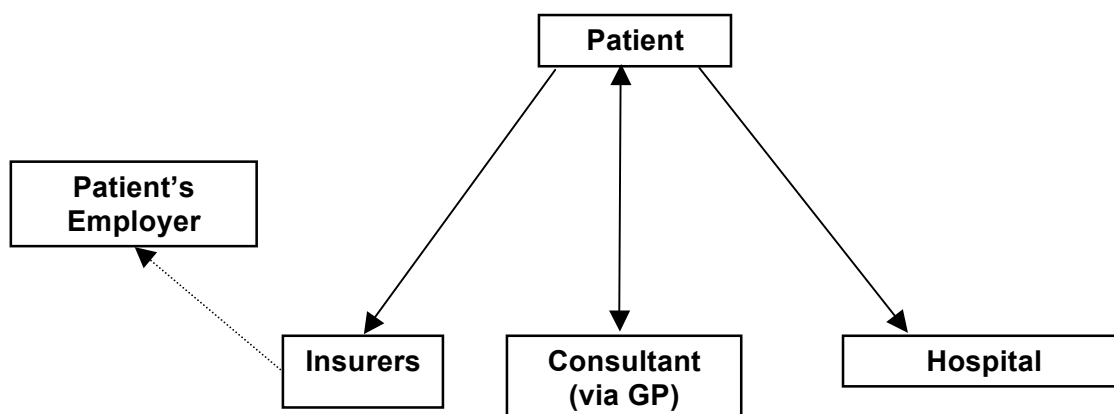 Patient
Patient’s
Employer
Insurers
Consultant
(via GP)
Hospital